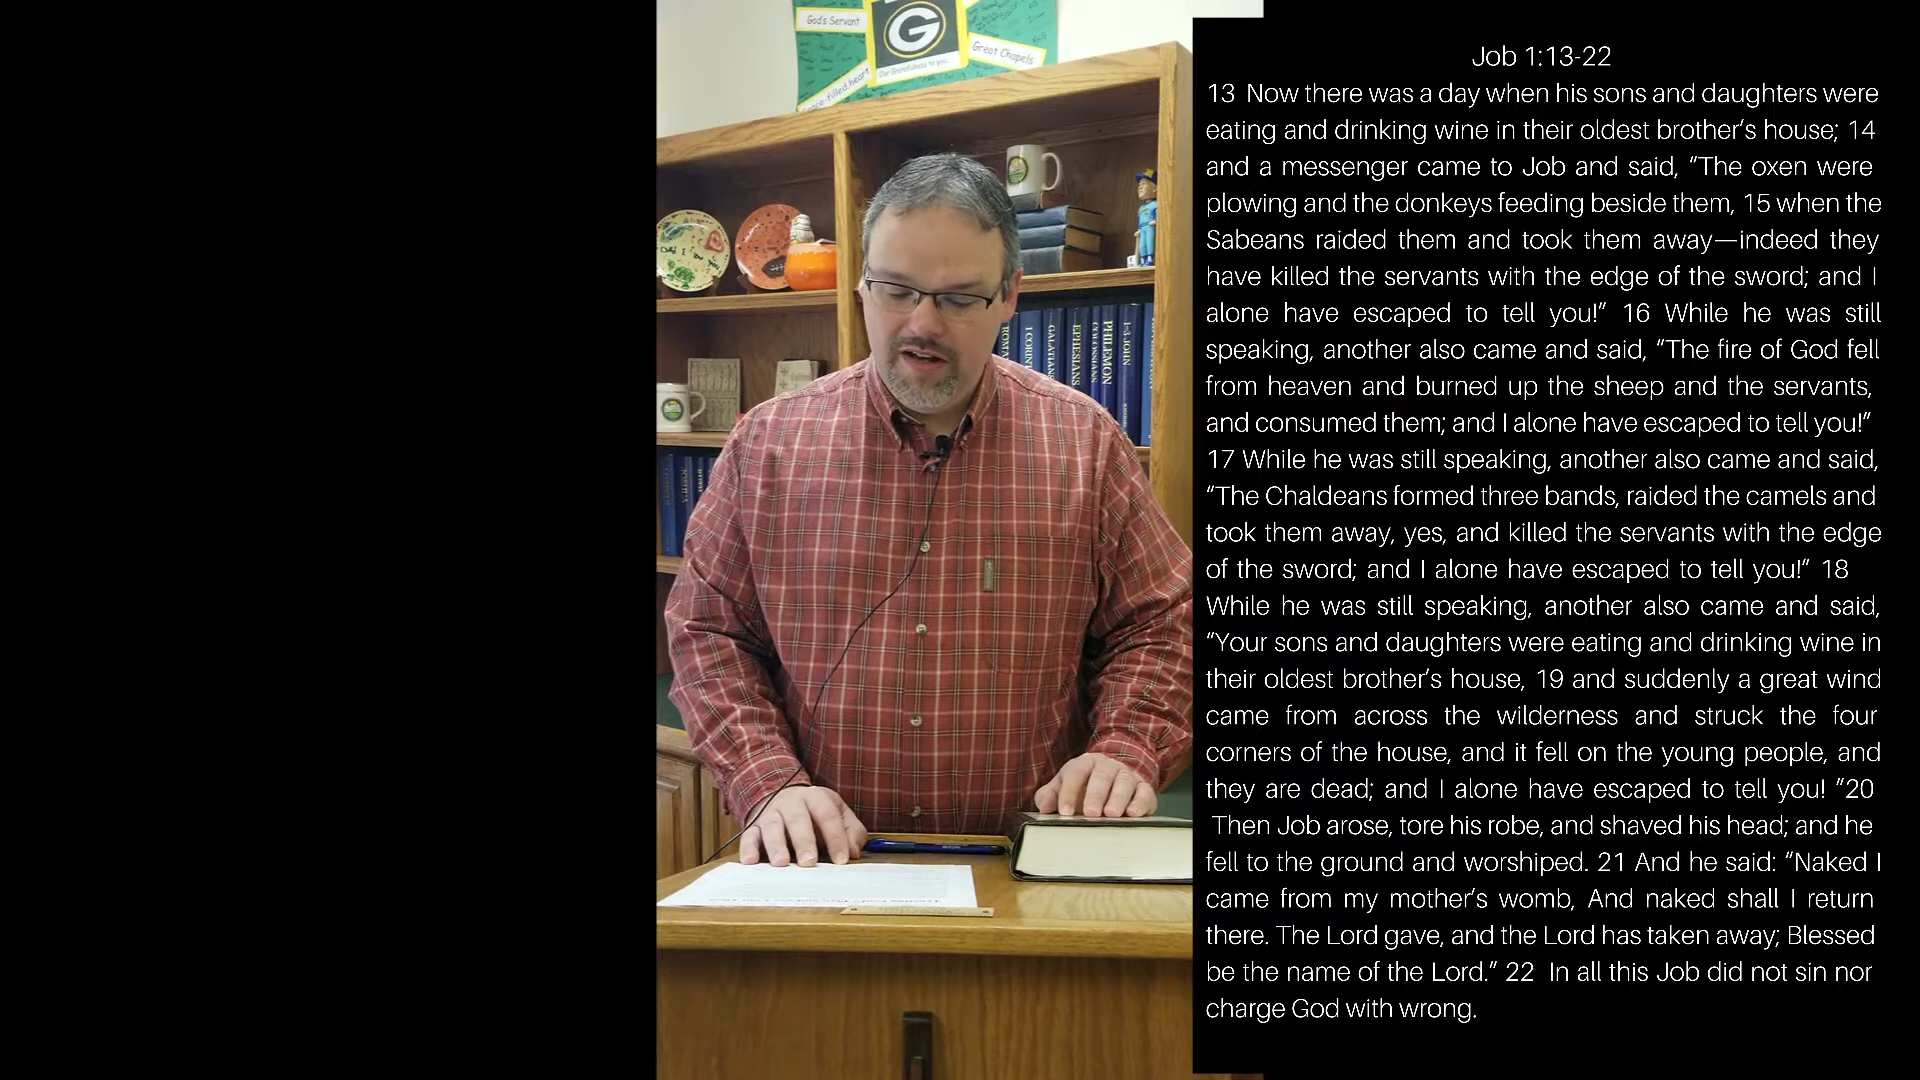 God's Servant
G
Great Chapels
Our Gratefulness to you...
Grace-filled heart
ROMANS
GALATIANS
EPHESIANS
PHILEMON
COLOSSIANS
1-3 JOHN
JOSHUA
Job 1:13-22
13 Now there was a day when his sons and daughters were
eating and drinking wine in their oldest brother's house; 14
and a messenger came to Job and said, "The oxen were
plowing and the donkeys feeding beside them, 15 when the
Sabeans raided them and took them away—indeed they
have killed the servants with the edge of the sword; and I
alone have escaped to tell you!" 16 While he was still
speaking, another also came and said, "The fire of God fell
from heaven and burned up the sheep and the servants,
and consumed them; and I alone have escaped to tell you!"
17 While he was still speaking, another also came and said,
"The Chaldeans formed three bands, raided the camels and
took them away, yes, and killed the servants with the edge
of the sword; and I alone have escaped to tell you!" 18
While he was still speaking, another also came and said,
"Your sons and daughters were eating and drinking wine in
their oldest brother's house, 19 and suddenly a great wind
came from across the wilderness and struck the four
corners of the house, and it fell on the young people, and
they are dead; and I alone have escaped to tell you! "20
Then Job arose, tore his robe, and shaved his head; and he
fell to the ground and worshiped. 21 And he said: "Naked I
came from my mother's womb, And naked shall I return
there. The Lord gave, and the Lord has taken away; Blessed
be the name of the Lord." 22 In all this Job did not sin nor
charge God with wrong.